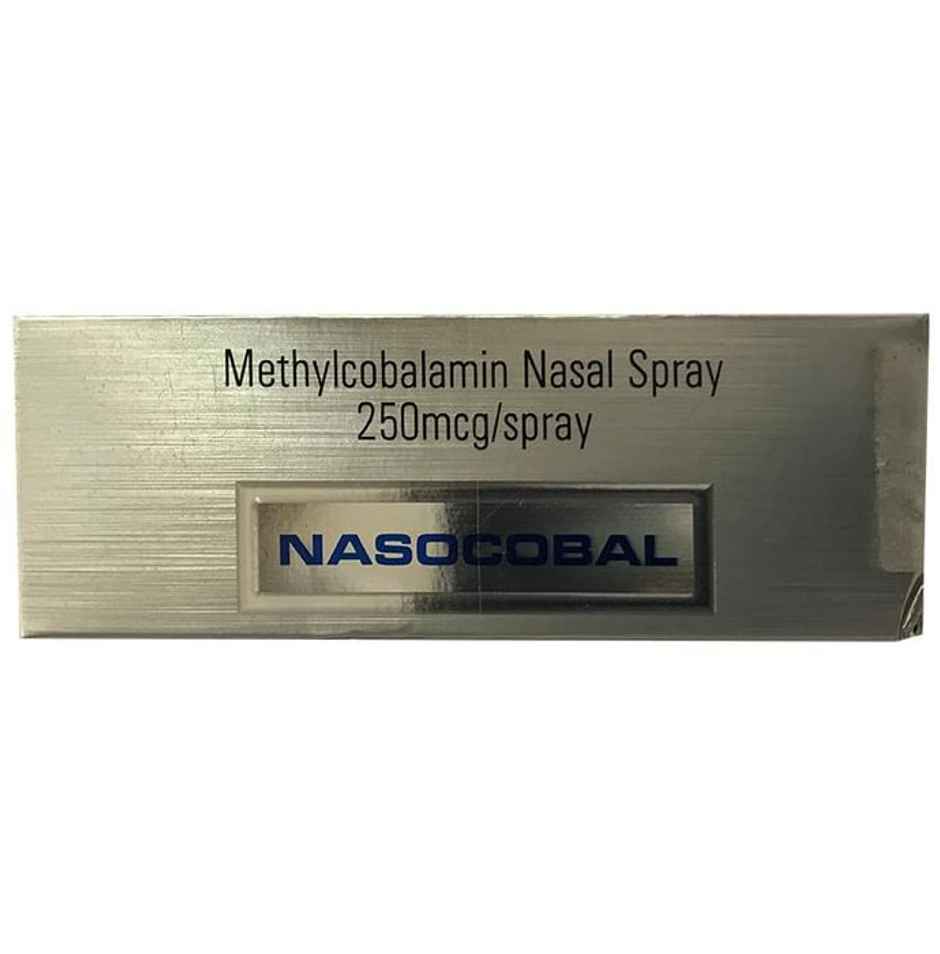 Methylcobalamin Nasal Spray
250mcg/spray
NASOCOBAL